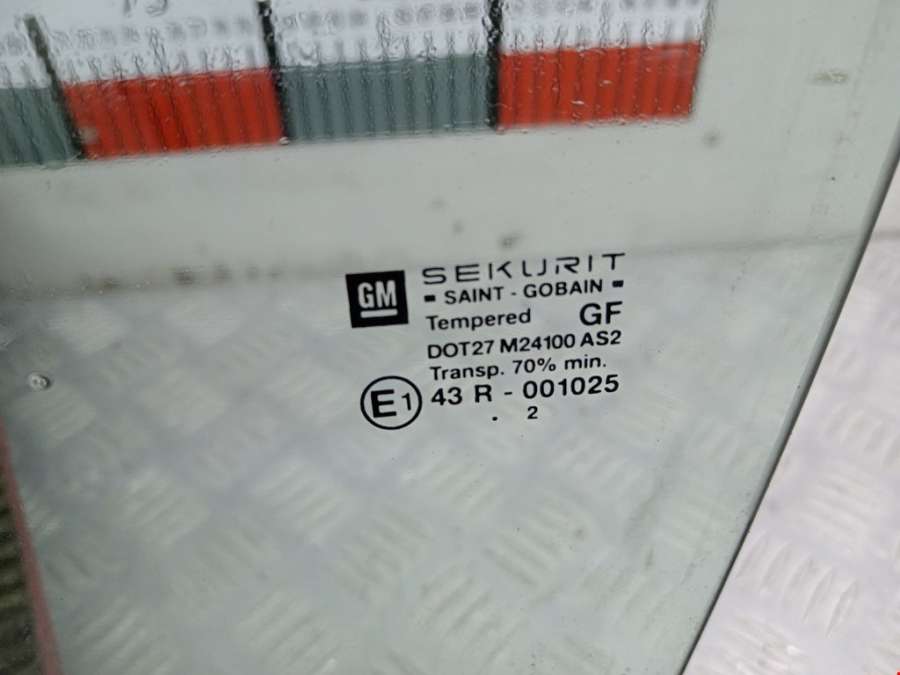 GM
SEKURIT
SAINT - GOBAIN
Tempered GF
DOT27 M24100 AS2
Transp. 70% min.
E1 43 R - 001025
. 2